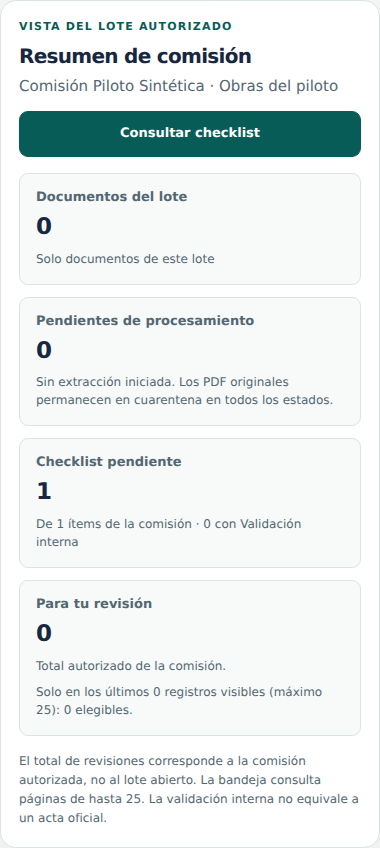 VISTA DEL LOTE AUTORIZADO
Resumen de comisión
Comisión Piloto Sintética · Obras del piloto
Consultar checklist
Documentos del lote
0
Solo documentos de este lote
Pendientes de procesamiento
0
Sin extracción iniciada. Los PDF originales
permanecen en cuarentena en todos los estados.
Checklist pendiente
1
De 1 ítems de la comisión · 0 con Validación
interna
Para tu revisión
0
Total autorizado de la comisión.
Solo en los últimos 0 registros visibles (máximo
25): 0 elegibles.
El total de revisiones corresponde a la comisión
autorizada, no al lote abierto. La bandeja consulta
páginas de hasta 25. La validación interna no equivale a
un acta oficial.